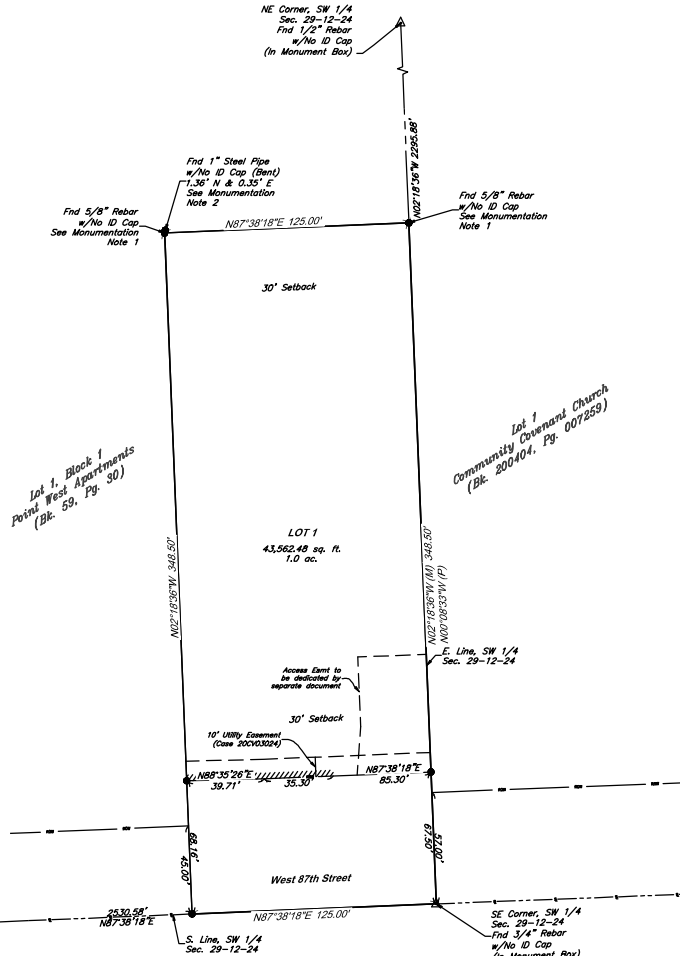 NE Corner, SW 1/4
Sec. 29-12-24
Fnd 1/2" Rebar
w/No ID Cap
(In Monument Box)
N02°18'36"W 2295.88'
Fnd 1" Steel Pipe
w/No ID Cap (Bent)
1.36' N & 0.35' E
See Monumentation
Note 2
Fnd 5/8" Rebar
w/No ID Cap
See Monumentation
Note 1
Fnd 5/8" Rebar
w/No ID Cap
See Monumentation
Note 1
N87°38'18"E 125.00'
30' Setback
Lot 1, Block 1
Point West Apartments
(Bk. 59, Pg. 30)
Lot 1
Community Covenant Church
(Bk. 200404, Pg. 007259)
LOT 1
43,562.48 sq. ft.
1.0 ac.
N02°18'36"W 348.50'
N02°18'36"W (M) 348.50'
N00°08'33"W (P)
E. Line, SW 1/4
Sec. 29-12-24
Access Esmt to
be dedicated by
separate document
30' Setback
10' Utility Easement
(Case 20CV03024)
N88°35'26"E
39.71'
35.30'
N87°38'18"E
85.30'
68.16'
45.00'
57.00'
67.50'
West 87th Street
2530.58'
N87°38'18"E
N87°38'18"E 125.00'
S. Line, SW 1/4
Sec. 29-12-24
SE Corner, SW 1/4
Sec. 29-12-24
Fnd 3/4" Rebar
w/No ID Cap
(In Monument Box)